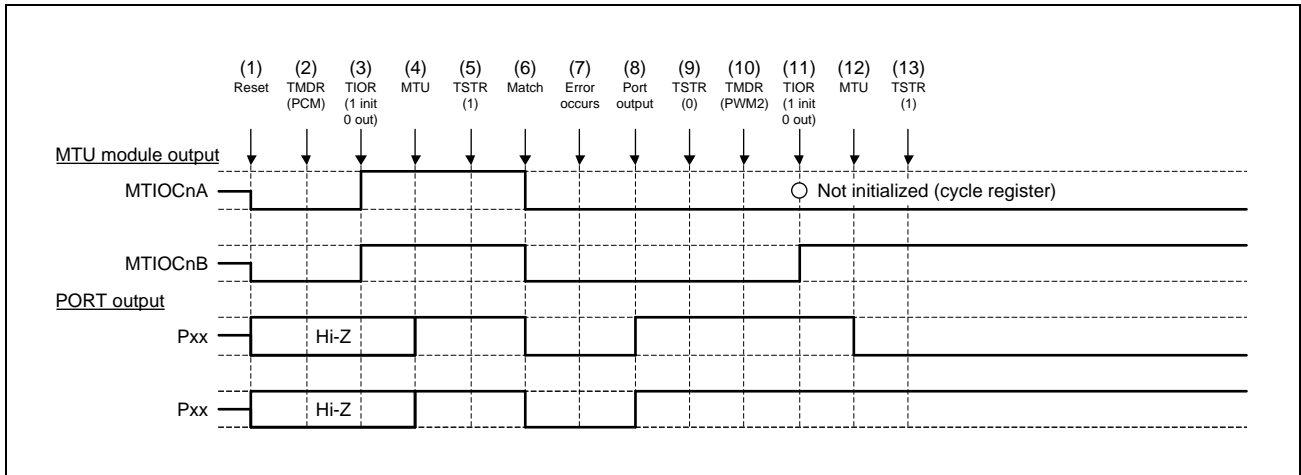 (1) (2) (3) (4) (5) (6) (7) (8) (9) (10) (11) (12) (13)
Reset TMDR TIOR MTU TSTR Match Error Port TSTR TMDR TIOR MTU TSTR
(PCM) (1 init (1) occurs output (0) (PWM2) (1 init (1)
0 out) 0 out)
MTU module output
MTIOCnA Not initialized (cycle register)
MTIOCnB
PORT output
Pxx Hi-Z
Pxx Hi-Z